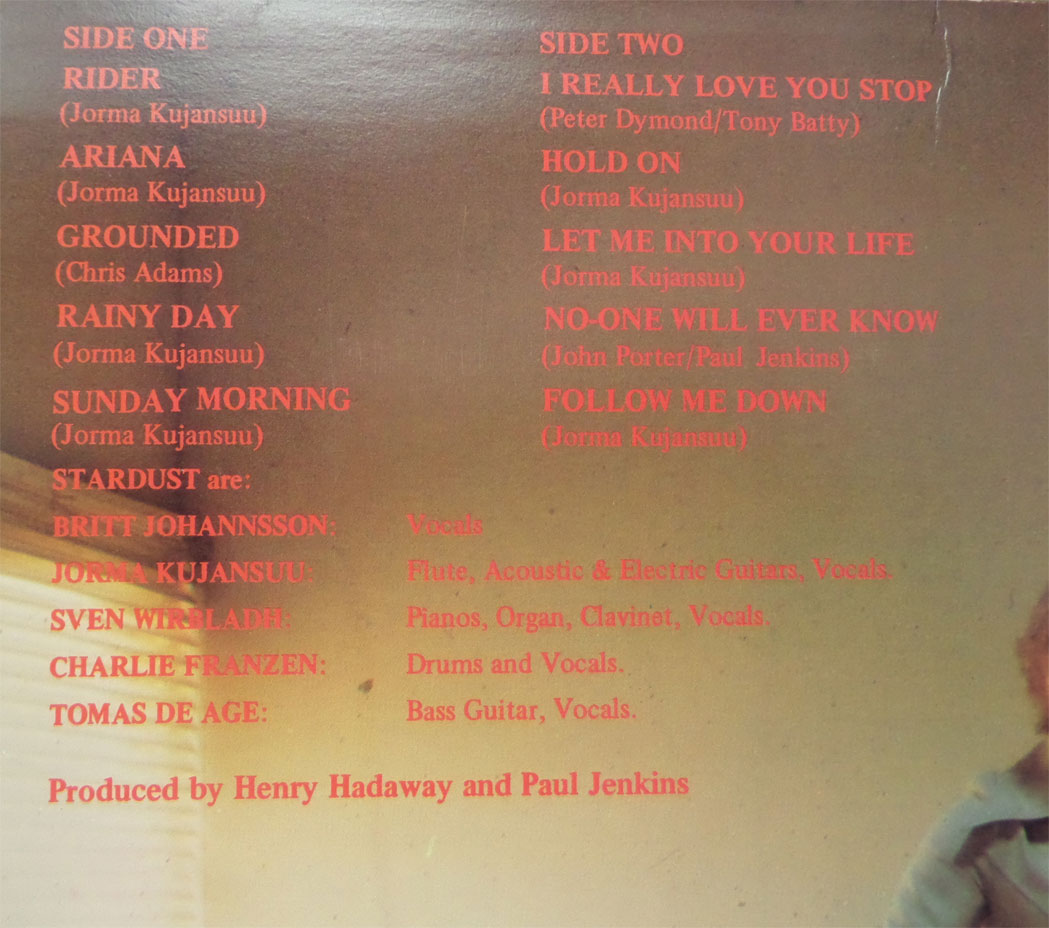 SIDE ONE
RIDER
(Jorma Kujansuu)
ARIANA
(Jorma Kujansuu)
GROUNDED
(Chris Adams)
RAINY DAY
(Jorma Kujansuu)
SUNDAY MORNING
(Jorma Kujansuu)
SIDE TWO
I REALLY LOVE YOU STOP
(Peter Dymond/Tony Batty)
HOLD ON
(Jorma Kujansuu)
LET ME INTO YOUR LIFE
(Jorma Kujansuu)
NO-ONE WILL EVER KNOW
(John Porter/Paul Jenkins)
FOLLOW ME DOWN
(Jorma Kujansuu)
STARDUST are:
BRITT JOHANNSSON: Vocals
JORMA KUJANSUU: Flute, Acoustic & Electric Guitars, Vocals.
SVEN WIRBLADH: Pianos, Organ, Clavinet, Vocals.
CHARLIE FRANZEN: Drums and Vocals.
TOMAS DE AGE: Bass Guitar, Vocals.
Produced by Henry Hadaway and Paul Jenkins